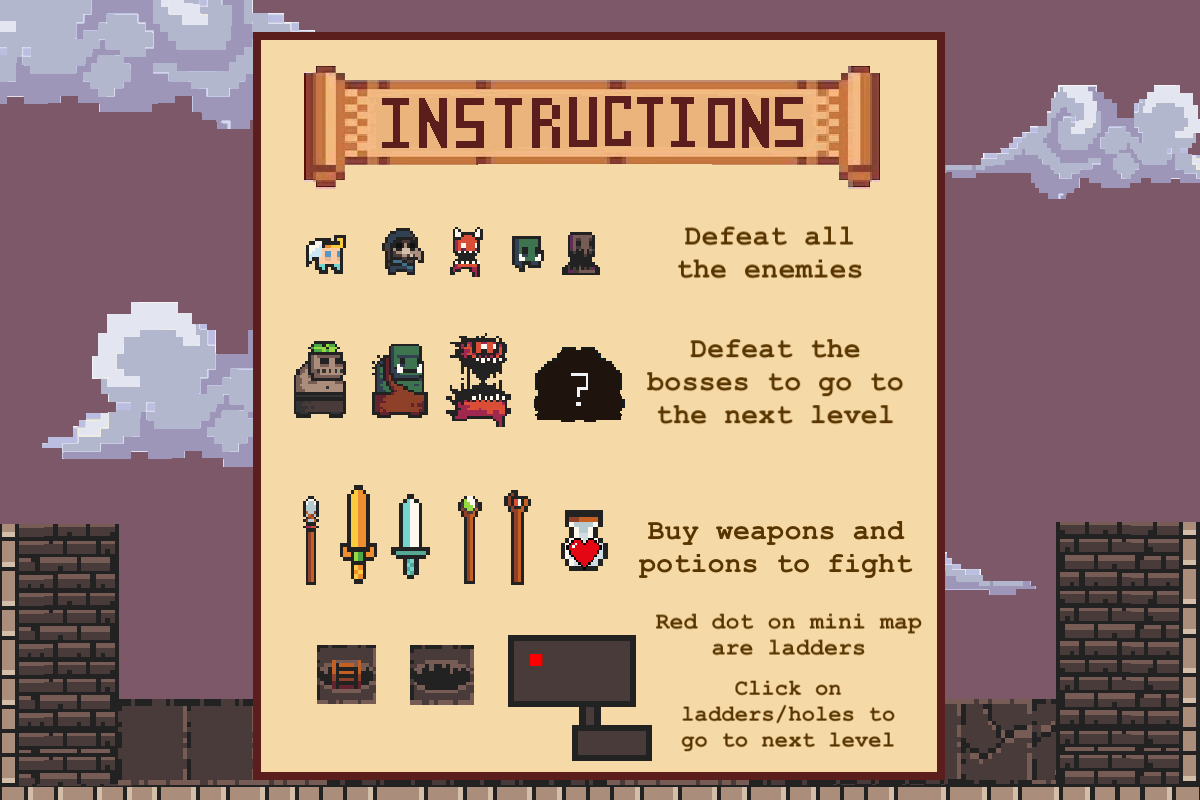 INSTRUCTIONS
Defeat all
the enemies
Defeat the
bosses to go to
the next level
?
Buy weapons and
potions to fight
Red dot on mini map
are ladders
Click on
ladders/holes to
go to next level